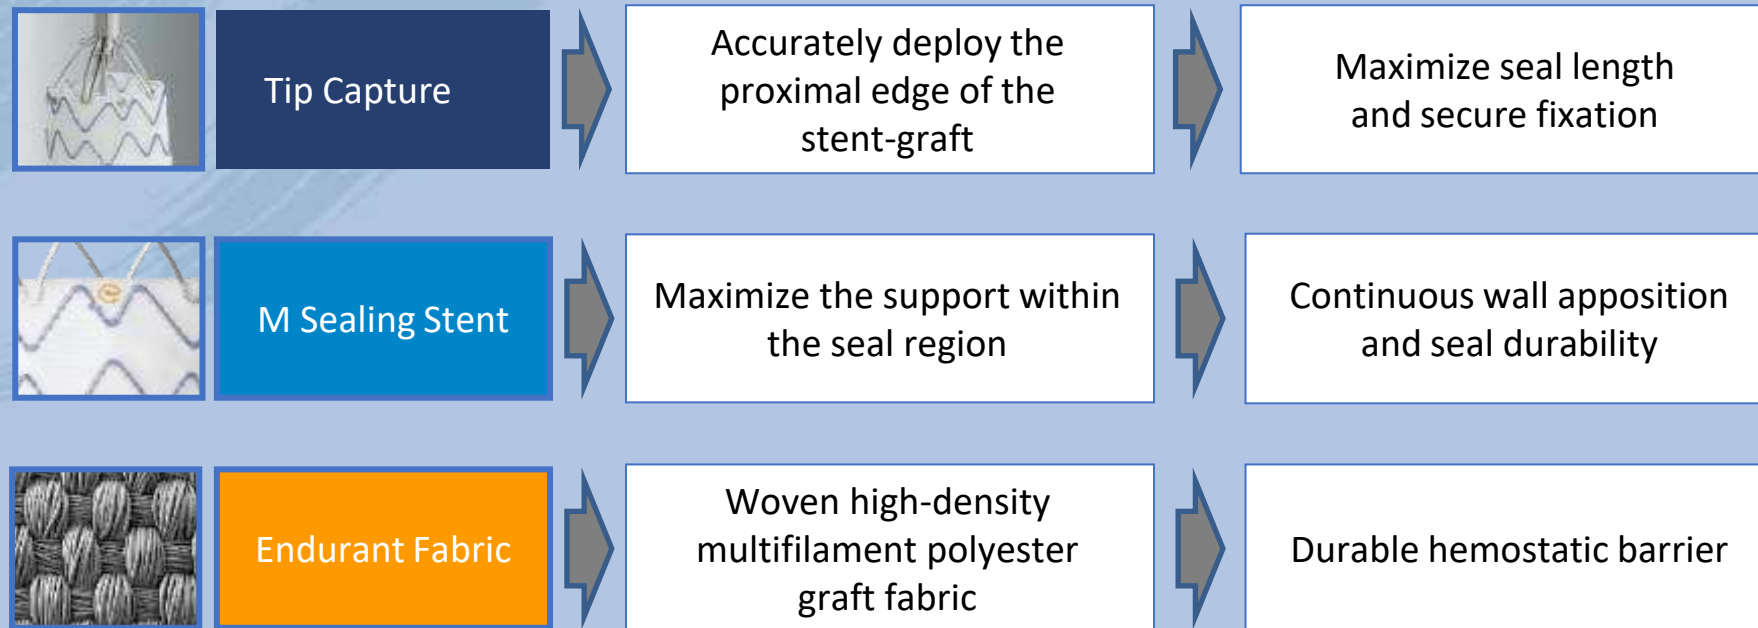 Tip Capture
Accurately deploy the
proximal edge of the
stent-graft
Maximize seal length
and secure fixation
M Sealing Stent
Maximize the support within
the seal region
Continuous wall apposition
and seal durability
Endurant Fabric
Woven high-density
multifilament polyester
graft fabric
Durable hemostatic barrier